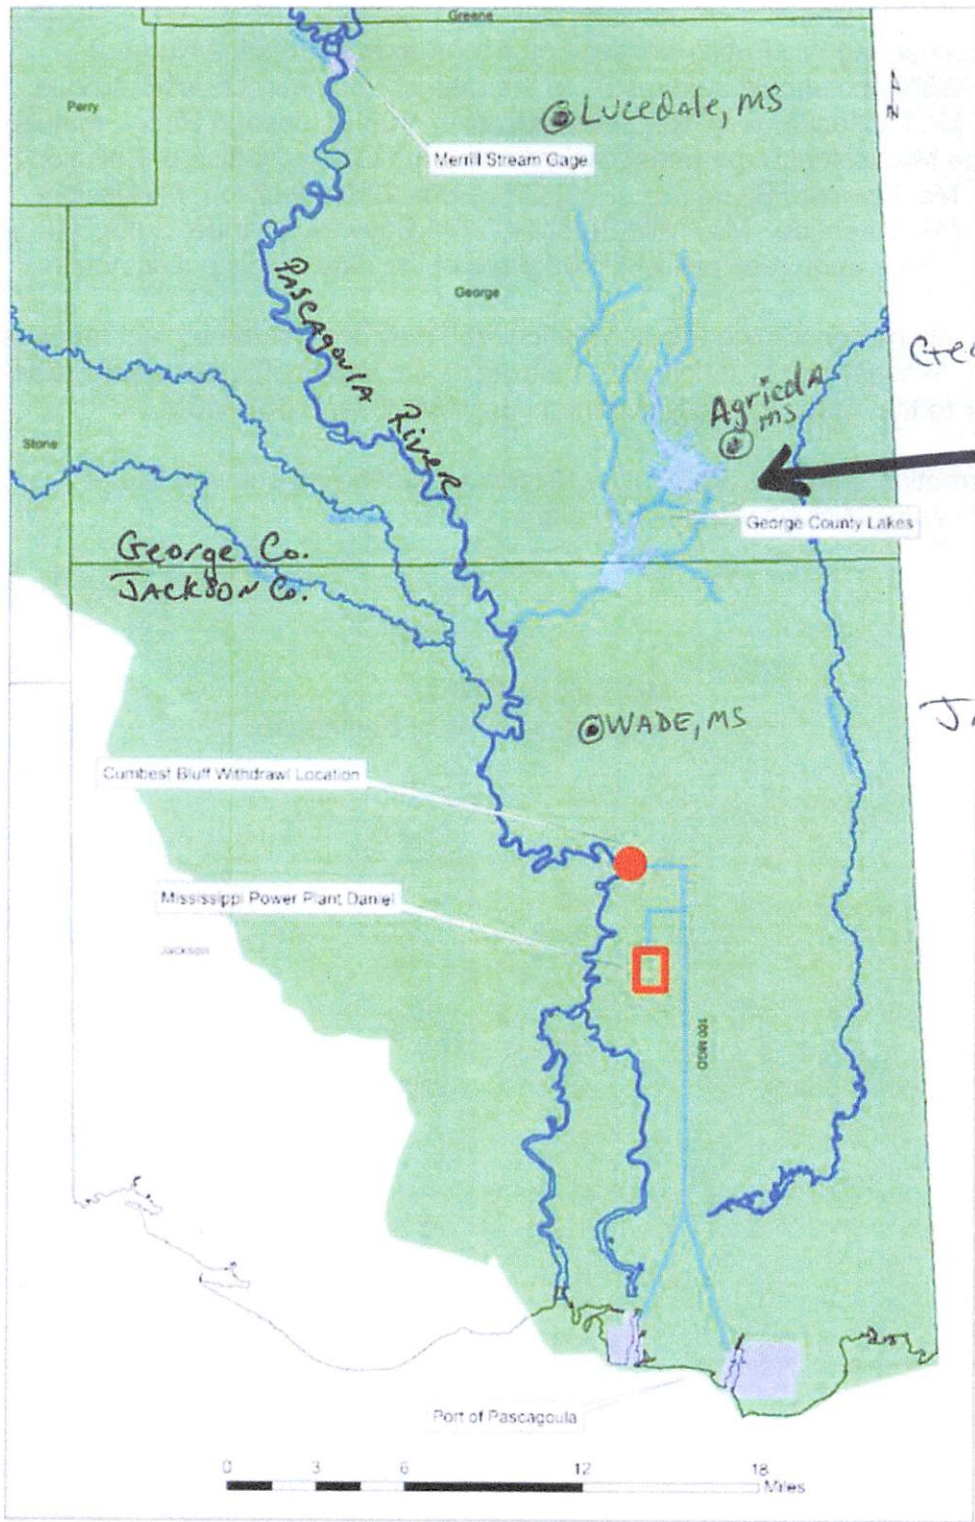 Greene
Perry
LUCEDAle, MS
N
Merrill Stream Gage
PASCAgoulA RiveR
George
Agricola
MS
Stone
George County Lakes
George Co.
JACKSON Co.
WADE, MS
Cumbest Bluff Withdrawl Location
Mississippi Power Plant Daniel
Jackson
100 MGD
Port of Pascagoula
0 3 6 12 18
Miles